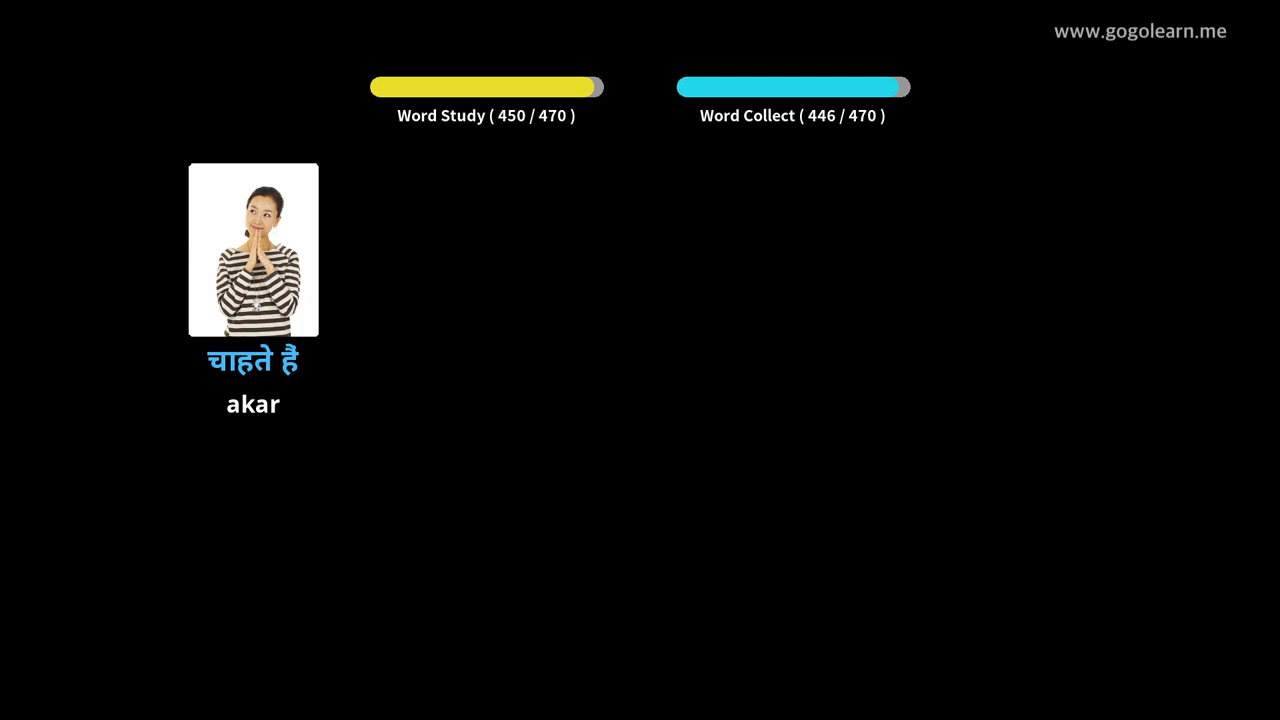 www.gogolearn.me
Word Study ( 450 / 470 )
Word Collect ( 446 / 470 )
चाहते हैं
akar